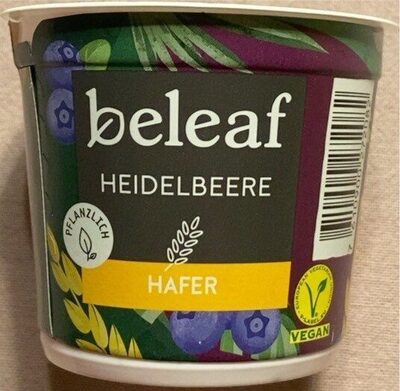 beleaf
HEIDELBEERE
PFLANZLICH
HAFER
VEGAN